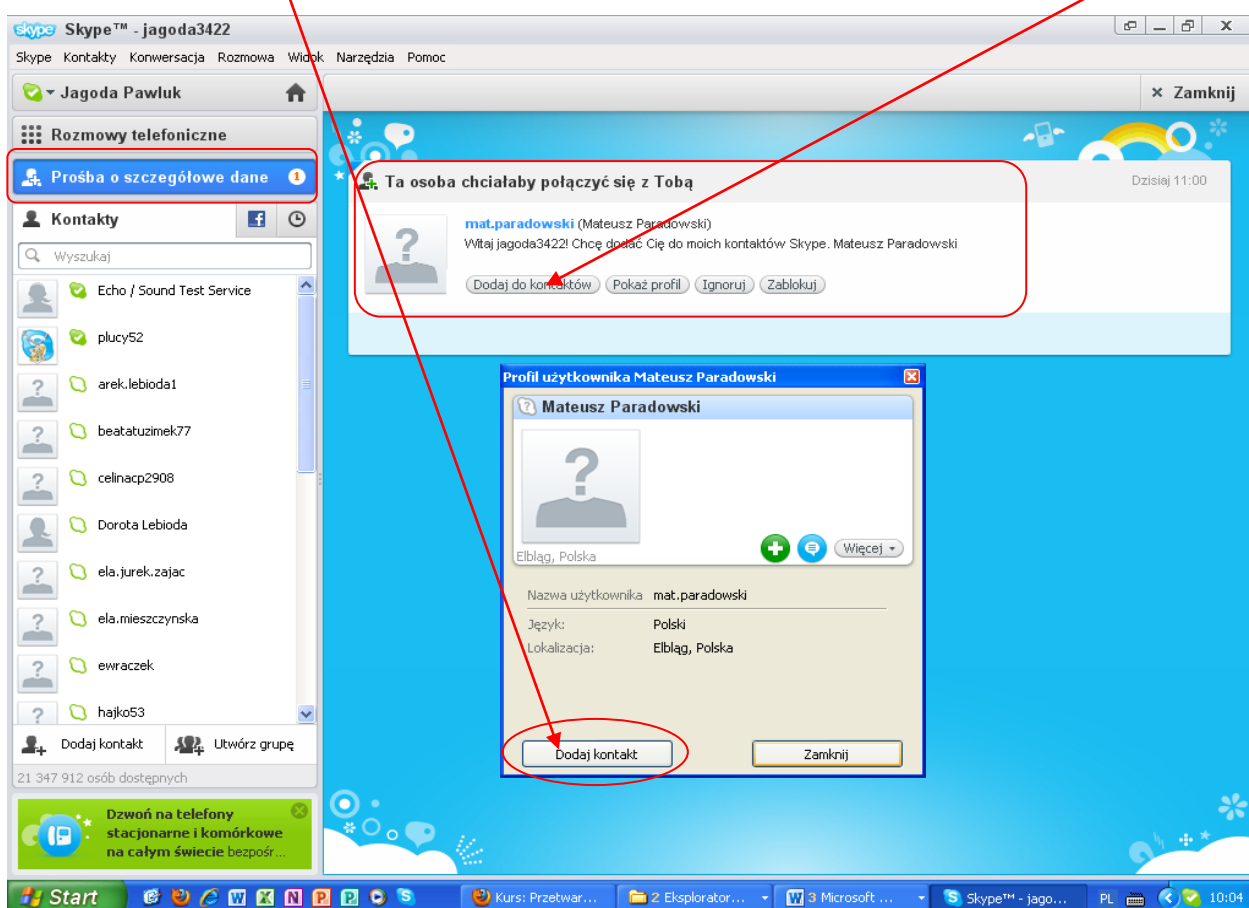 Skype™ - jagoda3422
Skype Kontakty Konwersacja Rozmowa Widok Narzędzia Pomoc
Jagoda Pawluk
× Zamknij
Rozmowy telefoniczne
Prośba o szczegółowe dane 1
Kontakty
Wyszukaj
Echo / Sound Test Service
plucy52
arek.lebioda1
beatatuzimek77
celinacp2908
Dorota Lebioda
ela.jurek.zajac
ela.mieszczynska
ewraczek
hajko53
Dodaj kontakt Utwórz grupę
21 347 912 osób dostępnych
Dzwoń na telefony
stacjonarne i komórkowe
na całym świecie bezpośr...
Ta osoba chciałaby połączyć się z Tobą
Dzisiaj 11:00
mat.paradowski (Mateusz Paradowski)
Witaj jagoda3422! Chcę dodać Cię do moich kontaktów Skype. Mateusz Paradowski
Dodaj do kontaktów Pokaż profil Ignoruj Zablokuj
Profil użytkownika Mateusz Paradowski
Mateusz Paradowski
Elbląg, Polska
Więcej
Nazwa użytkownika mat.paradowski
Język: Polski
Lokalizacja: Elbląg, Polska
Dodaj kontakt Zamknij
Start Kurs: Przetwar... 2 Eksplorator... 3 Microsoft ... Skype™ - jago... PL 10:04